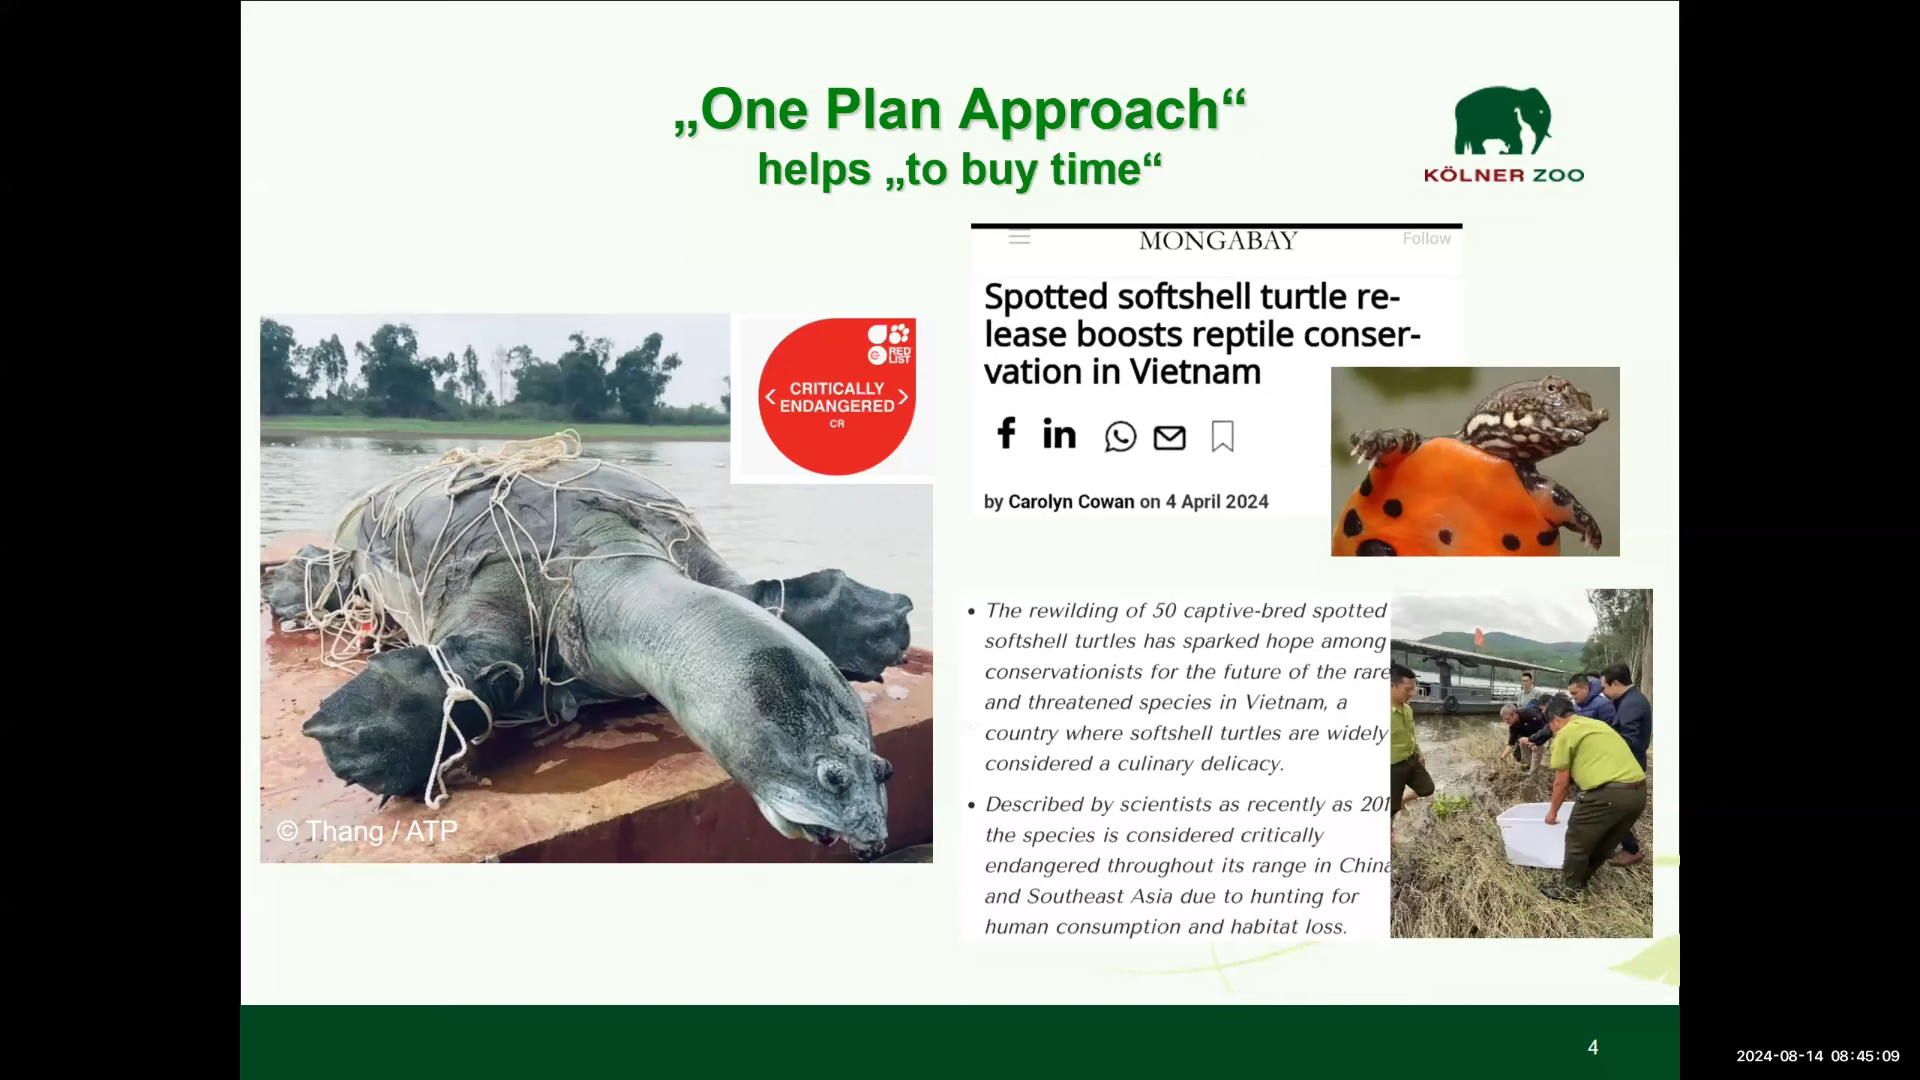 „One Plan Approach“
helps „to buy time“
KÖLNER ZOO
MONGABAY
Follow
Spotted softshell turtle re-
lease boosts reptile conser-
vation in Vietnam
by Carolyn Cowan on 4 April 2024
RED
LIST
CRITICALLY
ENDANGERED
CR
© Thang / ATP
• The rewilding of 50 captive-bred spotted
softshell turtles has sparked hope among
conservationists for the future of the rare
and threatened species in Vietnam, a
country where softshell turtles are widely
considered a culinary delicacy.
• Described by scientists as recently as 201
the species is considered critically
endangered throughout its range in China
and Southeast Asia due to hunting for
human consumption and habitat loss.
4
2024-08-14 08:45:09